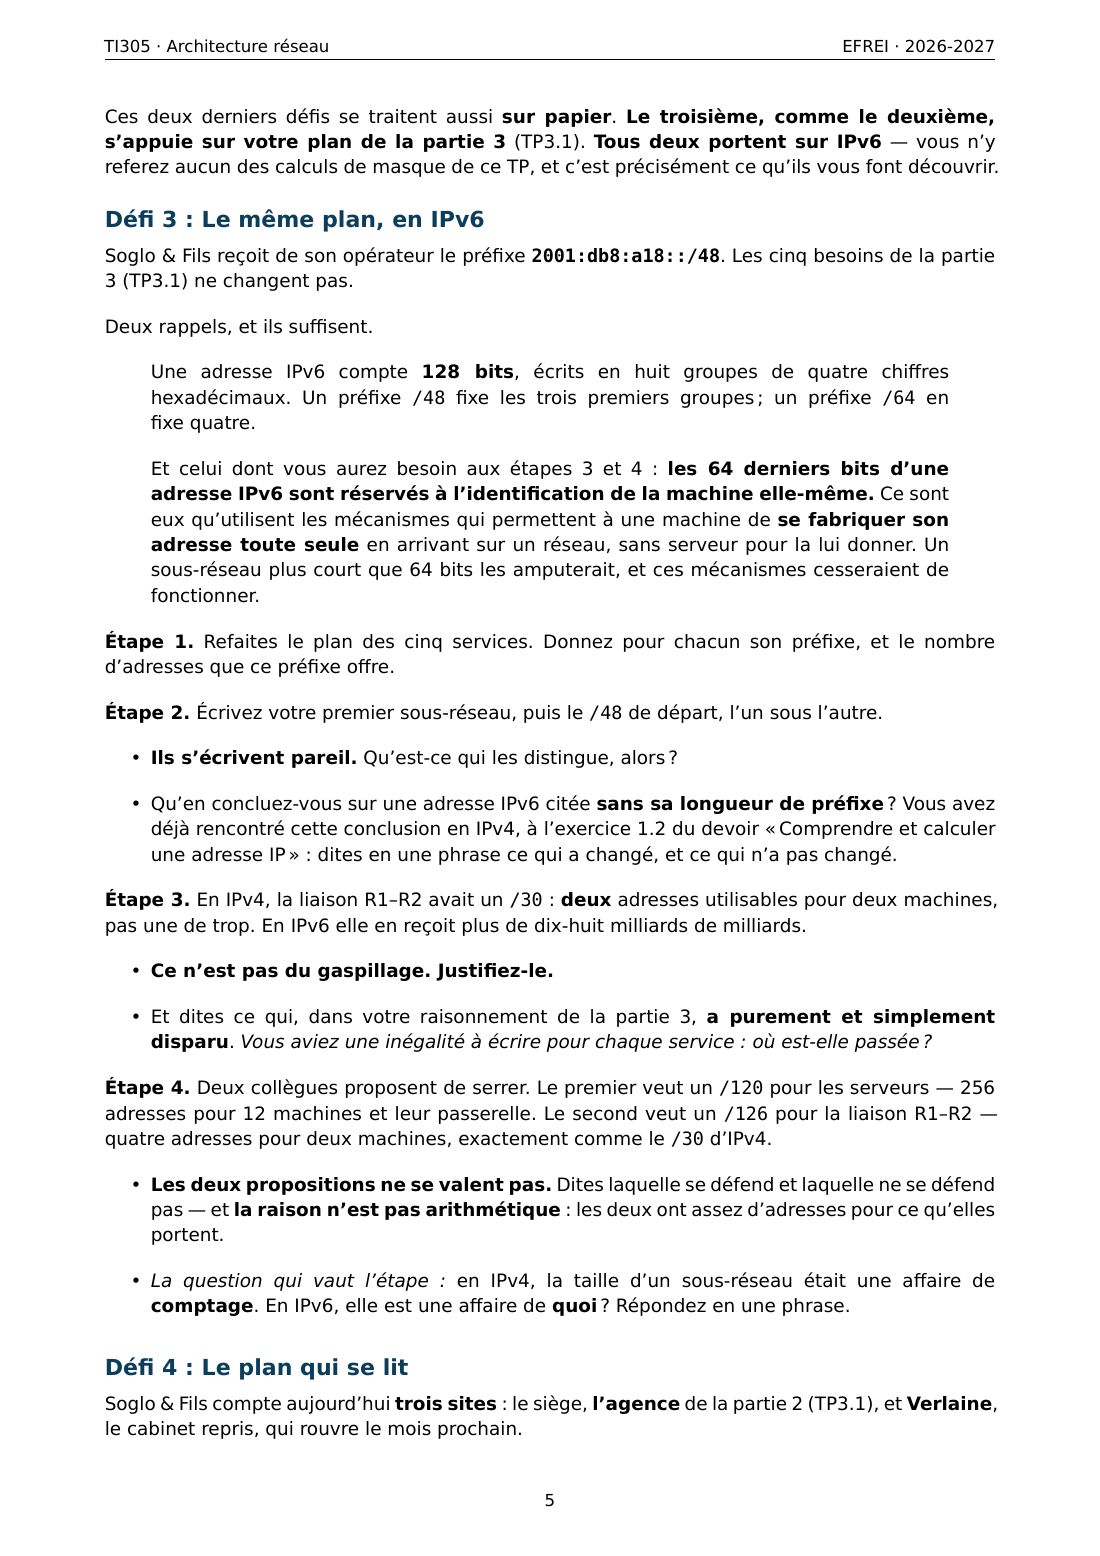 TI305 · Architecture réseau
EFREI · 2026-2027
Ces deux derniers défis se traitent aussi sur papier. Le troisième, comme le deuxième,
s’appuie sur votre plan de la partie 3 (TP3.1). Tous deux portent sur IPv6 — vous n’y
referez aucun des calculs de masque de ce TP, et c’est précisément ce qu’ils vous font découvrir.
Défi 3 : Le même plan, en IPv6
Soglo & Fils reçoit de son opérateur le préfixe 2001:db8:a18::/48. Les cinq besoins de la partie
3 (TP3.1) ne changent pas.
Deux rappels, et ils suffisent.
Une adresse IPv6 compte 128 bits, écrits en huit groupes de quatre chiffres
hexadécimaux. Un préfixe /48 fixe les trois premiers groupes ; un préfixe /64 en
fixe quatre.
Et celui dont vous aurez besoin aux étapes 3 et 4 : les 64 derniers bits d’une
adresse IPv6 sont réservés à l’identification de la machine elle-même. Ce sont
eux qu’utilisent les mécanismes qui permettent à une machine de se fabriquer son
adresse toute seule en arrivant sur un réseau, sans serveur pour la lui donner. Un
sous-réseau plus court que 64 bits les amputerait, et ces mécanismes cesseraient de
fonctionner.
Étape 1. Refaites le plan des cinq services. Donnez pour chacun son préfixe, et le nombre
d’adresses que ce préfixe offre.
Étape 2. Écrivez votre premier sous-réseau, puis le /48 de départ, l’un sous l’autre.
• Ils s’écrivent pareil. Qu’est-ce qui les distingue, alors ?
• Qu’en concluez-vous sur une adresse IPv6 citée sans sa longueur de préfixe ? Vous avez
déjà rencontré cette conclusion en IPv4, à l’exercice 1.2 du devoir « Comprendre et calculer
une adresse IP » : dites en une phrase ce qui a changé, et ce qui n’a pas changé.
Étape 3. En IPv4, la liaison R1–R2 avait un /30 : deux adresses utilisables pour deux machines,
pas une de trop. En IPv6 elle en reçoit plus de dix-huit milliards de milliards.
• Ce n’est pas du gaspillage. Justifiez-le.
• Et dites ce qui, dans votre raisonnement de la partie 3, a purement et simplement
disparu. Vous aviez une inégalité à écrire pour chaque service : où est-elle passée ?
Étape 4. Deux collègues proposent de serrer. Le premier veut un /120 pour les serveurs — 256
adresses pour 12 machines et leur passerelle. Le second veut un /126 pour la liaison R1–R2 —
quatre adresses pour deux machines, exactement comme le /30 d’IPv4.
• Les deux propositions ne se valent pas. Dites laquelle se défend et laquelle ne se défend
pas — et la raison n’est pas arithmétique : les deux ont assez d’adresses pour ce qu’elles
portent.
• La question qui vaut l’étape : en IPv4, la taille d’un sous-réseau était une affaire de
comptage. En IPv6, elle est une affaire de quoi ? Répondez en une phrase.
Défi 4 : Le plan qui se lit
Soglo & Fils compte aujourd’hui trois sites : le siège, l’agence de la partie 2 (TP3.1), et Verlaine,
le cabinet repris, qui rouvre le mois prochain.
5